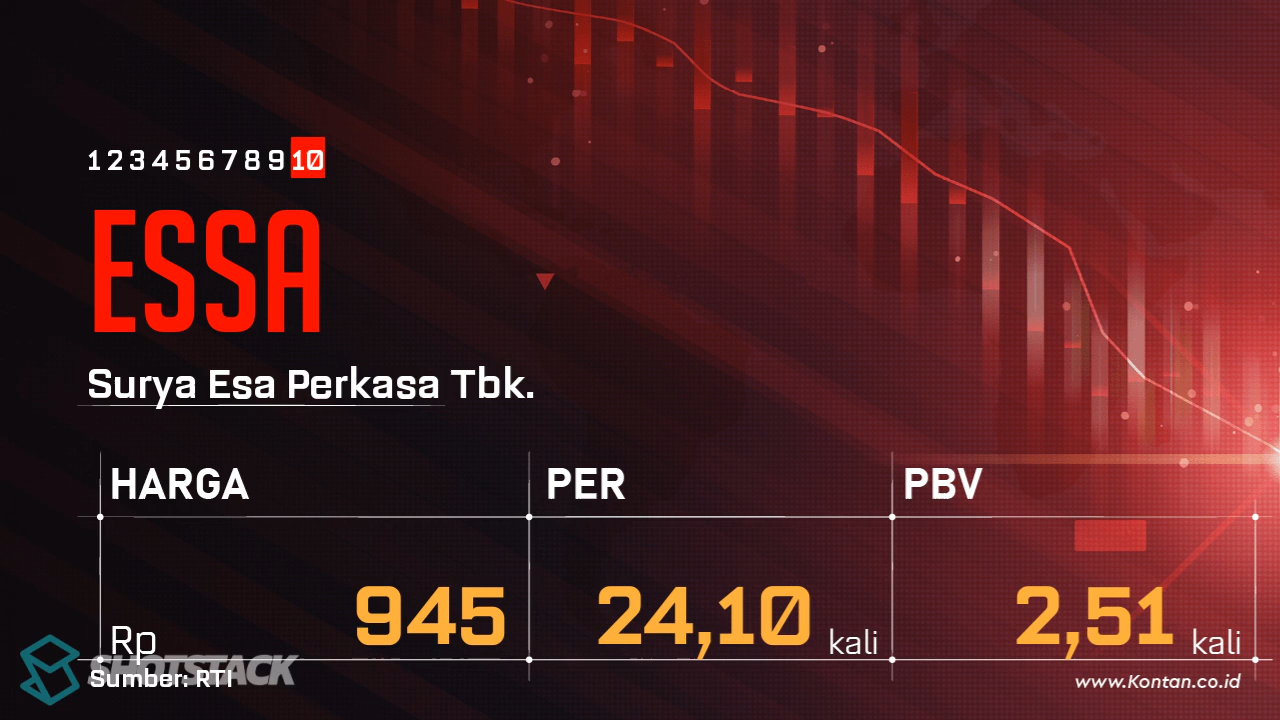 1 2 3 4 5 6 7 8 9 10
ESSA
Surya Esa Perkasa Tbk.
HARGA PER PBV
Rp 945 24,10 kali 2,51 kali
SHOTSTACK
Sumber: RTI www.Kontan.co.id